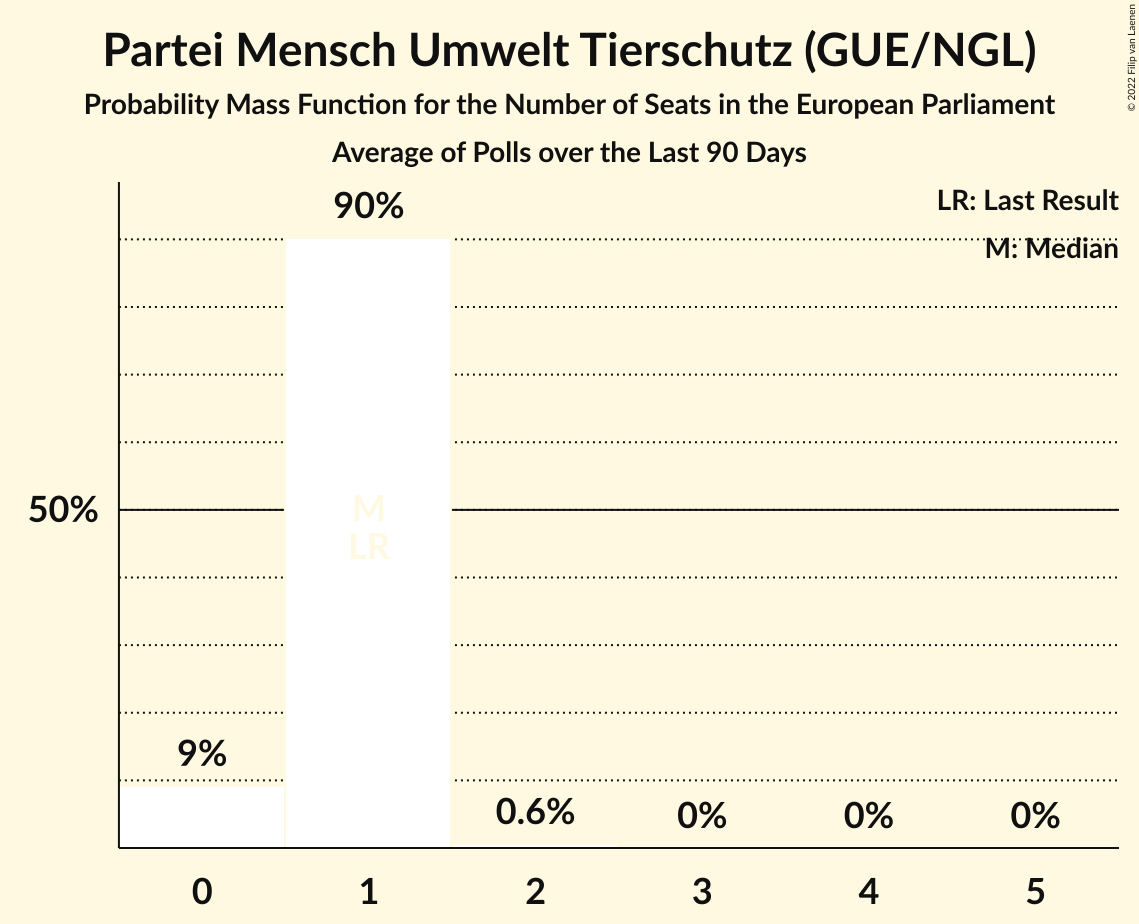 Partei Mensch Umwelt Tierschutz (GUE/NGL)
Probability Mass Function for the Number of Seats in the European Parliament
Average of Polls over the Last 90 Days
© 2022 Filip van Laenen
LR: Last Result
M: Median
90%
50%
M
LR
9%
0.6%
0%
0%
0%
0
1
2
3
4
5